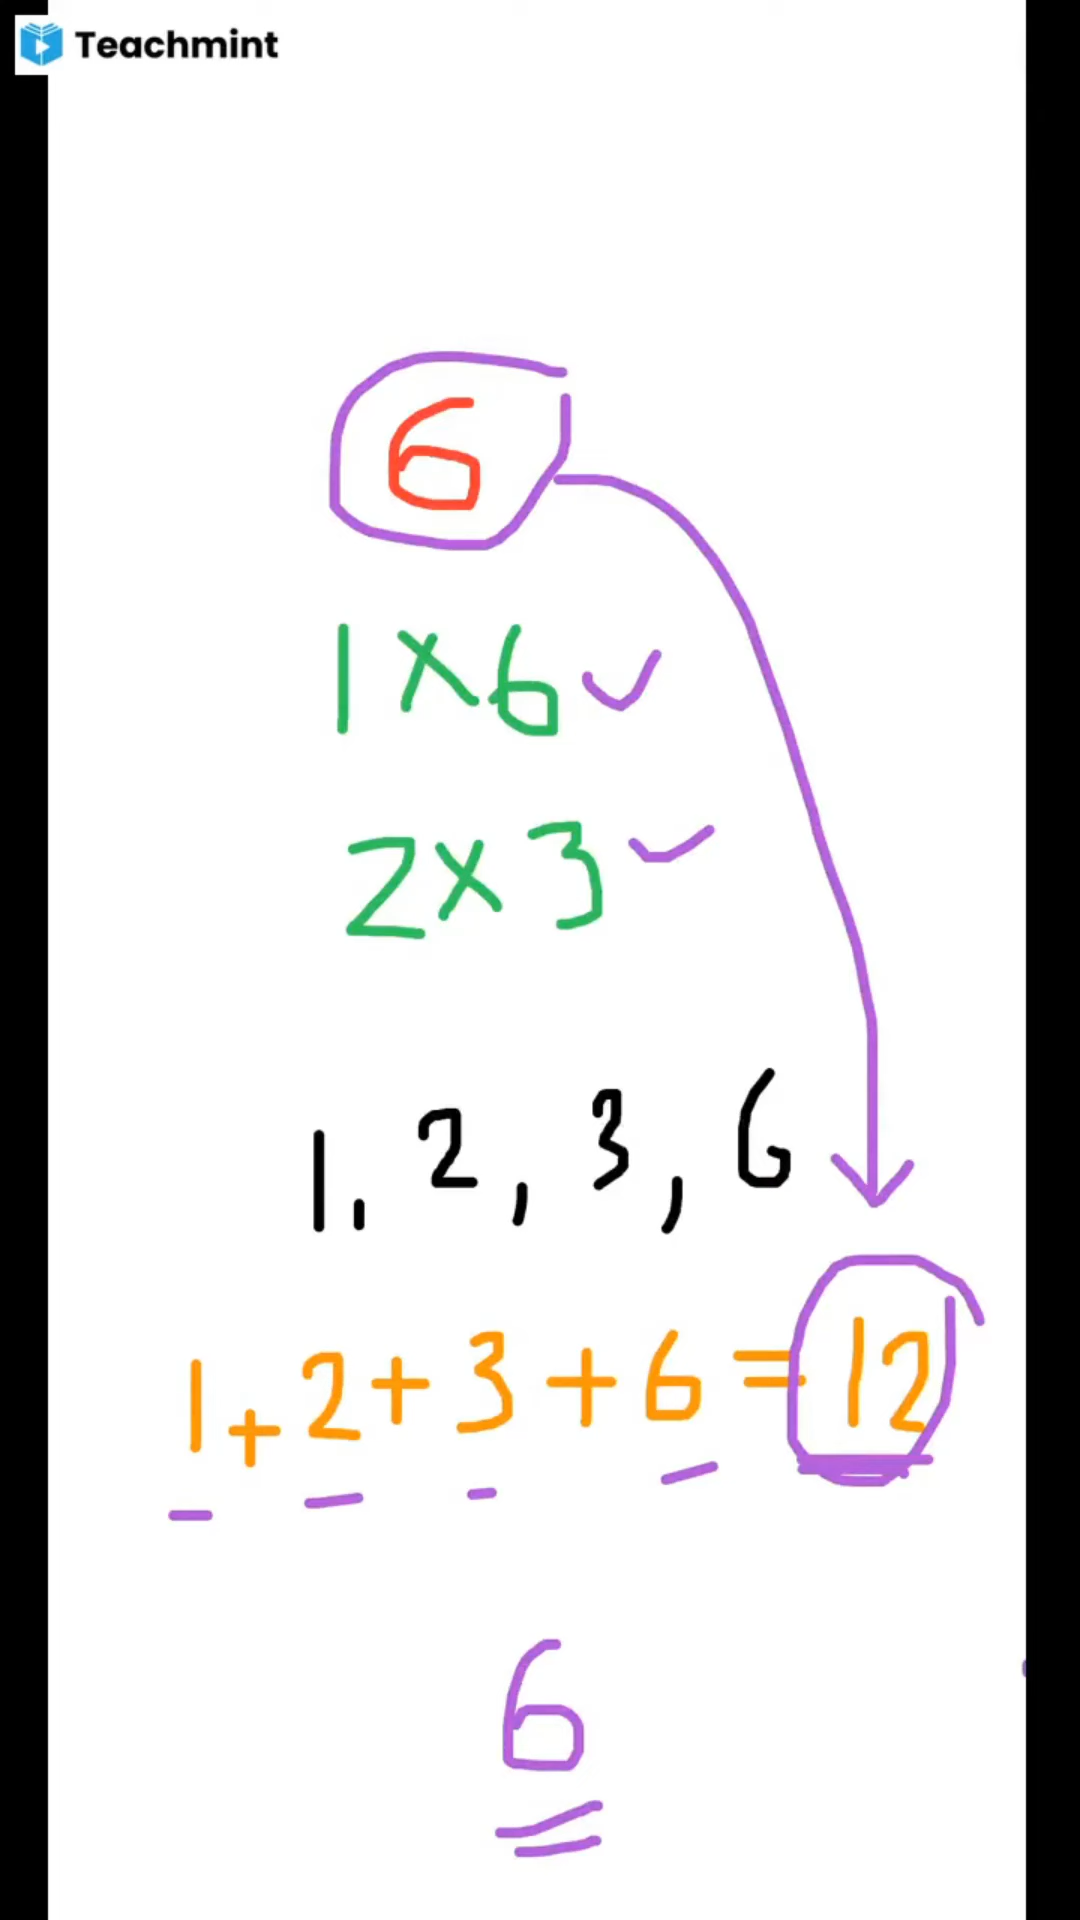 Teachmint
6
1×6
2×3
1, 2, 3, 6
1+2+3+6=12
6